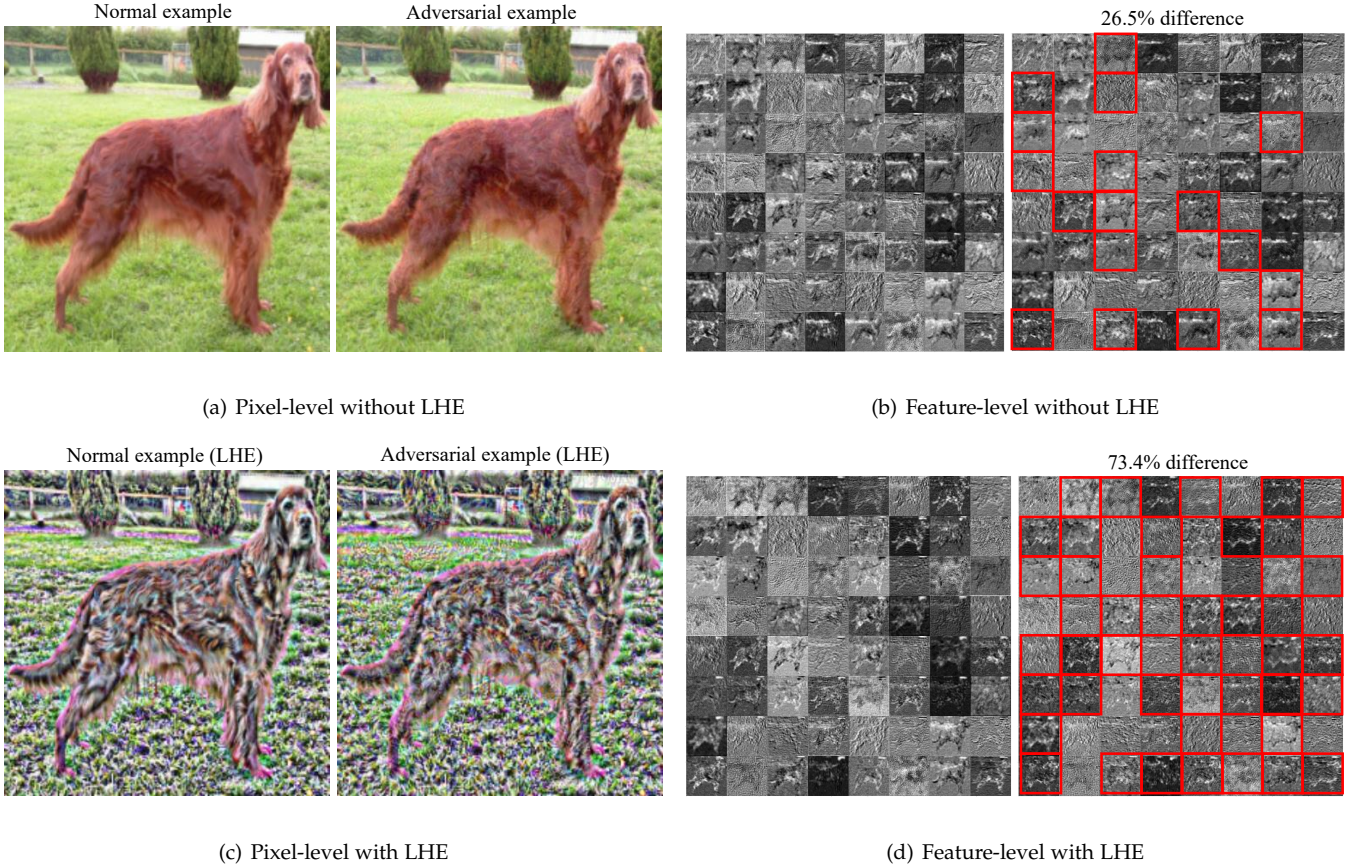 Normal example
Adversarial example
26.5% difference
(a) Pixel-level without LHE
(b) Feature-level without LHE
Normal example (LHE)
Adversarial example (LHE)
73.4% difference
(c) Pixel-level with LHE
(d) Feature-level with LHE